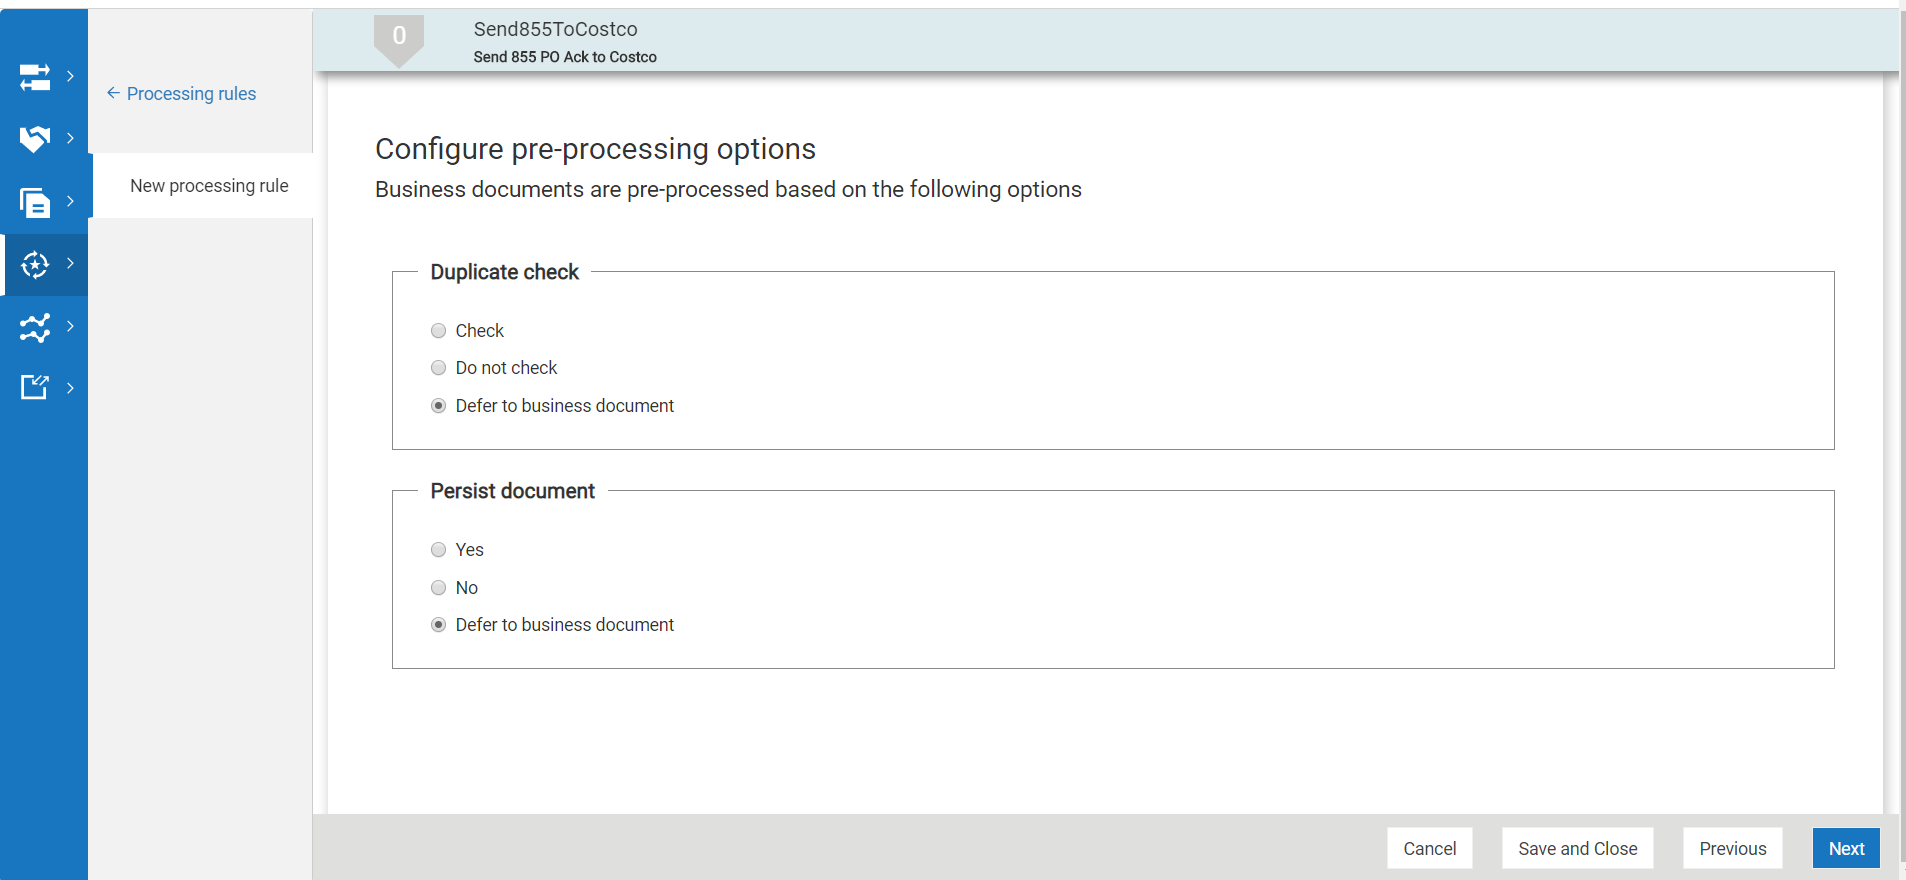 0
Send855ToCostco
Send 855 PO Ack to Costco
← Processing rules
New processing rule
Configure pre-processing options
Business documents are pre-processed based on the following options
Duplicate check
Check
Do not check
Defer to business document
Persist document
Yes
No
Defer to business document
Cancel Save and Close Previous Next